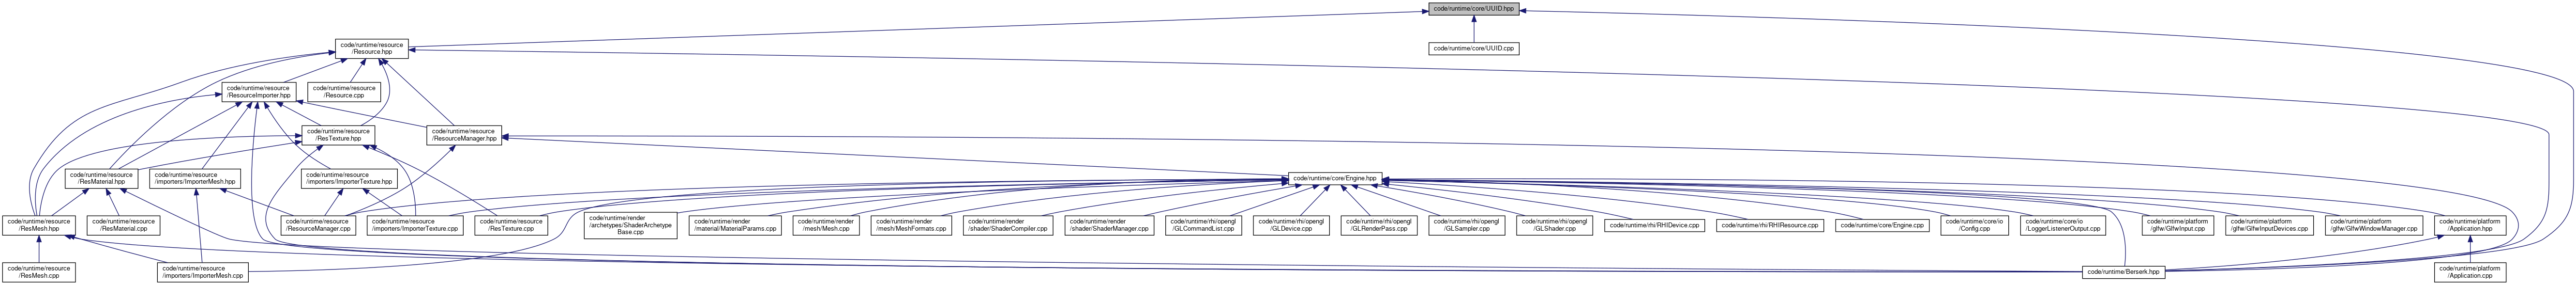 code/runtime/core/UUID.hpp
code/runtime/resource
/Resource.hpp
code/runtime/core/UUID.cpp
code/runtime/resource
/ResourceImporter.hpp
code/runtime/resource
/Resource.cpp
code/runtime/resource
/ResTexture.hpp
code/runtime/resource
/ResourceManager.hpp
code/runtime/resource
/ResMaterial.hpp
code/runtime/resource
/importers/ImporterMesh.hpp
code/runtime/resource
/importers/ImporterTexture.hpp
code/runtime/core/Engine.hpp
code/runtime/resource
/ResMesh.hpp
code/runtime/resource
/ResMaterial.cpp
code/runtime/resource
/ResourceManager.cpp
code/runtime/resource
/importers/ImporterTexture.cpp
code/runtime/resource
/ResTexture.cpp
code/runtime/render
/archetypes/ShaderArchetype
Base.cpp
code/runtime/render
/material/MaterialParams.cpp
code/runtime/render
/mesh/Mesh.cpp
code/runtime/render
/mesh/MeshFormats.cpp
code/runtime/render
/shader/ShaderCompiler.cpp
code/runtime/render
/shader/ShaderManager.cpp
code/runtime/rhi/opengl
/GLCommandList.cpp
code/runtime/rhi/opengl
/GLDevice.cpp
code/runtime/rhi/opengl
/GLRenderPass.cpp
code/runtime/rhi/opengl
/GLSampler.cpp
code/runtime/rhi/opengl
/GLShader.cpp
code/runtime/rhi/RHIDevice.cpp
code/runtime/rhi/RHIResource.cpp
code/runtime/core/Engine.cpp
code/runtime/core/io
/Config.cpp
code/runtime/core/io
/LoggerListenerOutput.cpp
code/runtime/platform
/glfw/GlfwInput.cpp
code/runtime/platform
/glfw/GlfwInputDevices.cpp
code/runtime/platform
/glfw/GlfwWindowManager.cpp
code/runtime/platform
/Application.hpp
code/runtime/resource
/ResMesh.cpp
code/runtime/resource
/importers/ImporterMesh.cpp
code/runtime/Berserk.hpp
code/runtime/platform
/Application.cpp